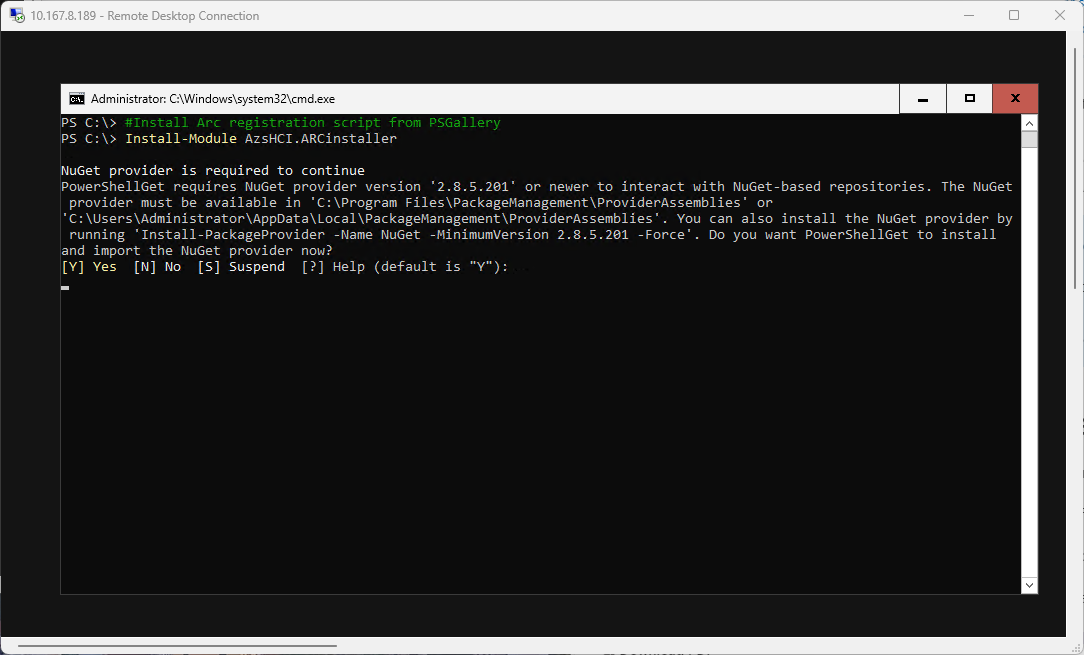 10.167.8.189 - Remote Desktop Connection
Administrator: C:\Windows\system32\cmd.exe
PS C:\> #Install Arc registration script from PSGallery
PS C:\> Install-Module AzsHCI.ARCinstaller
NuGet provider is required to continue
PowerShellGet requires NuGet provider version '2.8.5.201' or newer to interact with NuGet-based repositories. The NuGet
provider must be available in 'C:\Program Files\PackageManagement\ProviderAssemblies' or
'C:\Users\Administrator\AppData\Local\PackageManagement\ProviderAssemblies'. You can also install the NuGet provider by
running 'Install-PackageProvider -Name NuGet -MinimumVersion 2.8.5.201 -Force'. Do you want PowerShellGet to install
and import the NuGet provider now?
[Y] Yes  [N] No  [S] Suspend  [?] Help (default is "Y"):